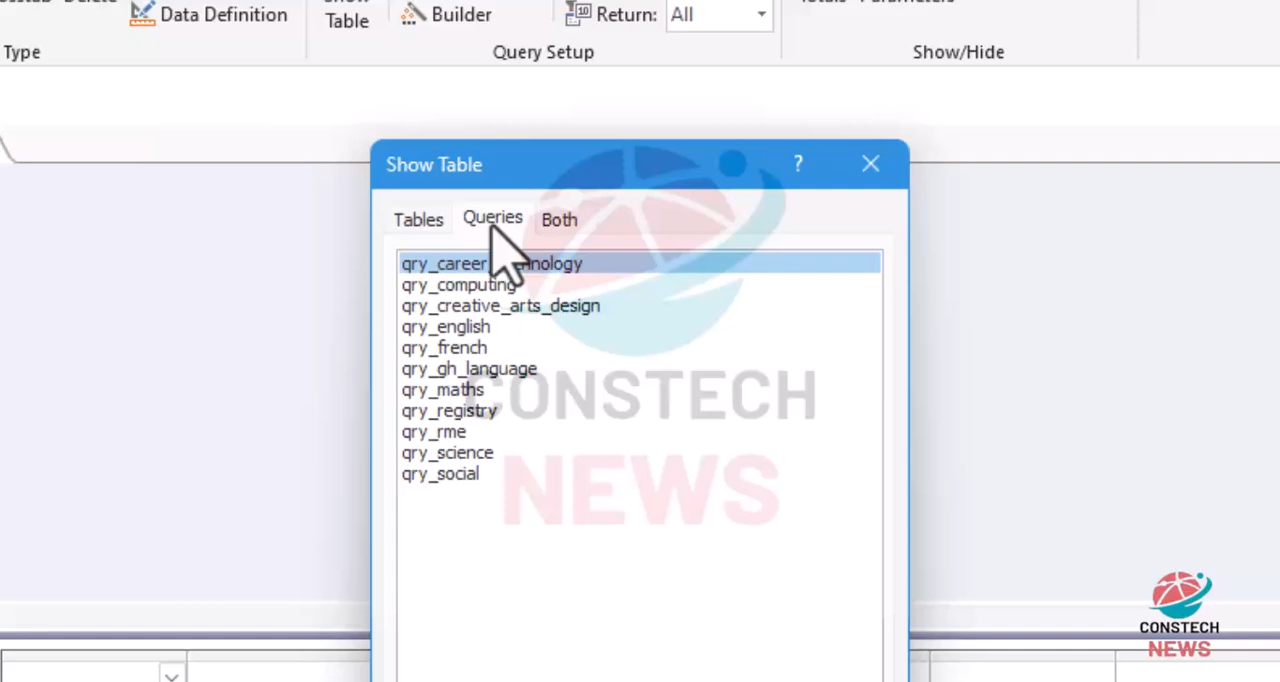 Data Definition
Table
Builder
Return: All
Type
Query Setup
Show/Hide
Show Table
?
Tables
Queries
Both
qry_computing
qry_creative_arts_design
qry_english
qry_french
qry_gh_language
qry_maths
qry_registry
qry_rme
qry_science
qry_social
CONSTECH
NEWS
CONSTECH
NEWS